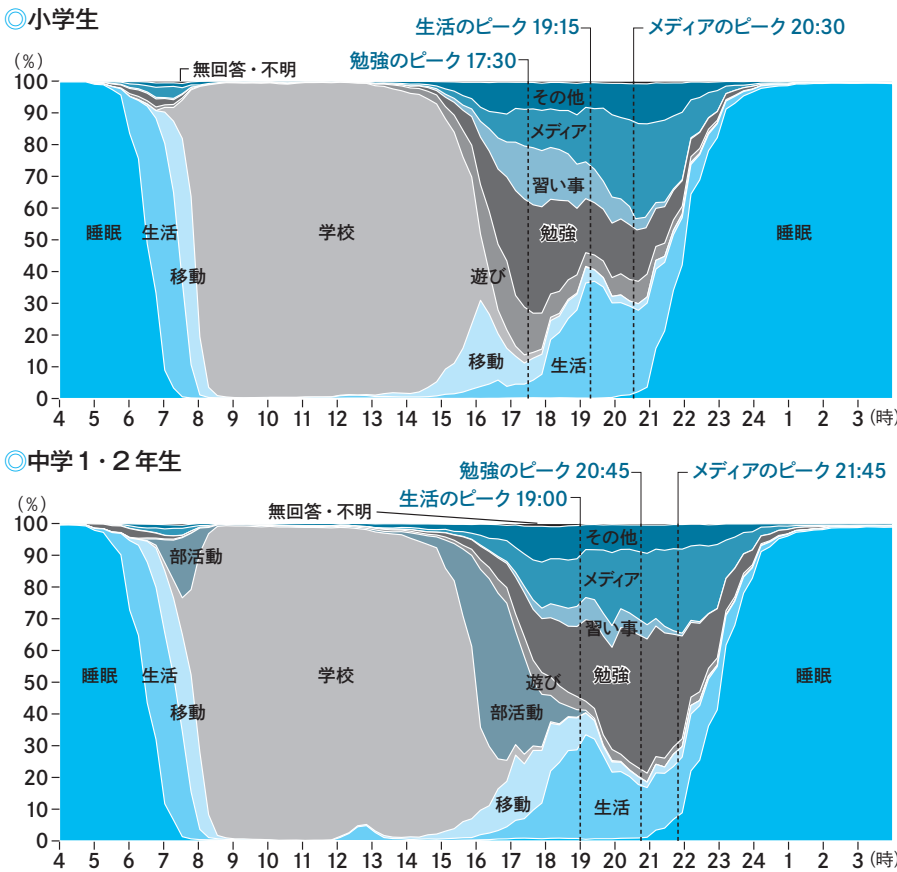 ◎小学生
生活のピーク 19:15
メディアのピーク 20:30
勉強のピーク 17:30
(%)
無回答・不明
100
90
80
70
60
50
40
30
20
10
0
その他
メディア
習い事
睡眠
生活
学校
勉強
睡眠
移動
遊び
移動
生活
4 5 6 7 8 9 10 11 12 13 14 15 16 17 18 19 20 21 22 23 24 1 2 3 (時)
◎中学1・2年生
勉強のピーク 20:45
メディアのピーク 21:45
生活のピーク 19:00
(%)
無回答・不明
100
90
80
70
60
50
40
30
20
10
0
その他
部活動
メディア
習い事
睡眠
生活
学校
遊び
勉強
睡眠
移動
部活動
移動
生活
4 5 6 7 8 9 10 11 12 13 14 15 16 17 18 19 20 21 22 23 24 1 2 3 (時)